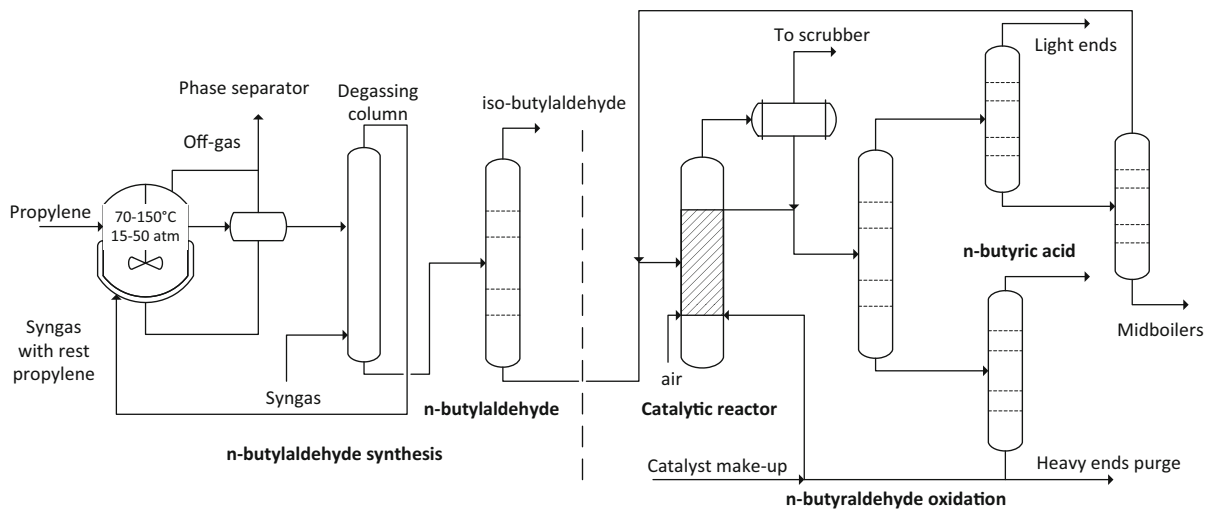 Phase separator
Off-gas
Propylene
70-150°C
15-50 atm
Syngas
with rest
propylene
Degassing
column
Syngas
iso-butylaldehyde
n-butylaldehyde
n-butylaldehyde synthesis
To scrubber
Light ends
n-butyric acid
Midboilers
air
Catalytic reactor
Catalyst make-up
Heavy ends purge
n-butyraldehyde oxidation